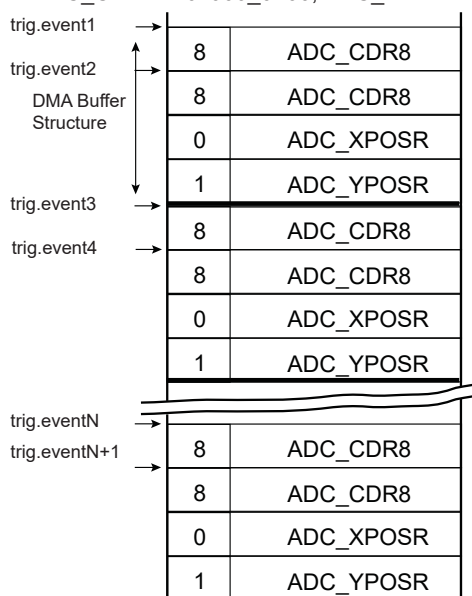 trig.event1
8 ADC_CDR8
trig.event2
8 ADC_CDR8
DMA Buffer
Structure
0 ADC_XPOSR
1 ADC_YPOSR
trig.event3
8 ADC_CDR8
trig.event4
8 ADC_CDR8
0 ADC_XPOSR
1 ADC_YPOSR
trig.eventN
8 ADC_CDR8
trig.eventN+1
8 ADC_CDR8
0 ADC_XPOSR
1 ADC_YPOSR